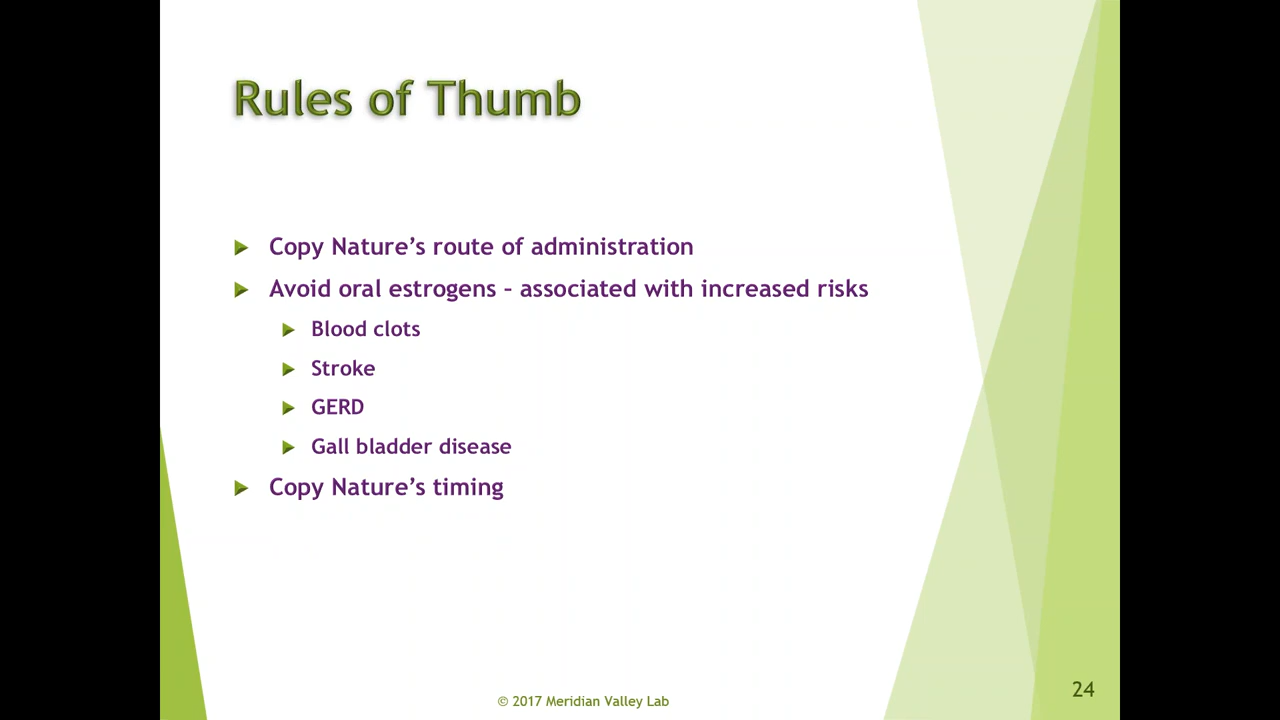 Rules of Thumb
Copy Nature’s route of administration
Avoid oral estrogens – associated with increased risks
Blood clots
Stroke
GERD
Gall bladder disease
Copy Nature’s timing
© 2017 Meridian Valley Lab
24